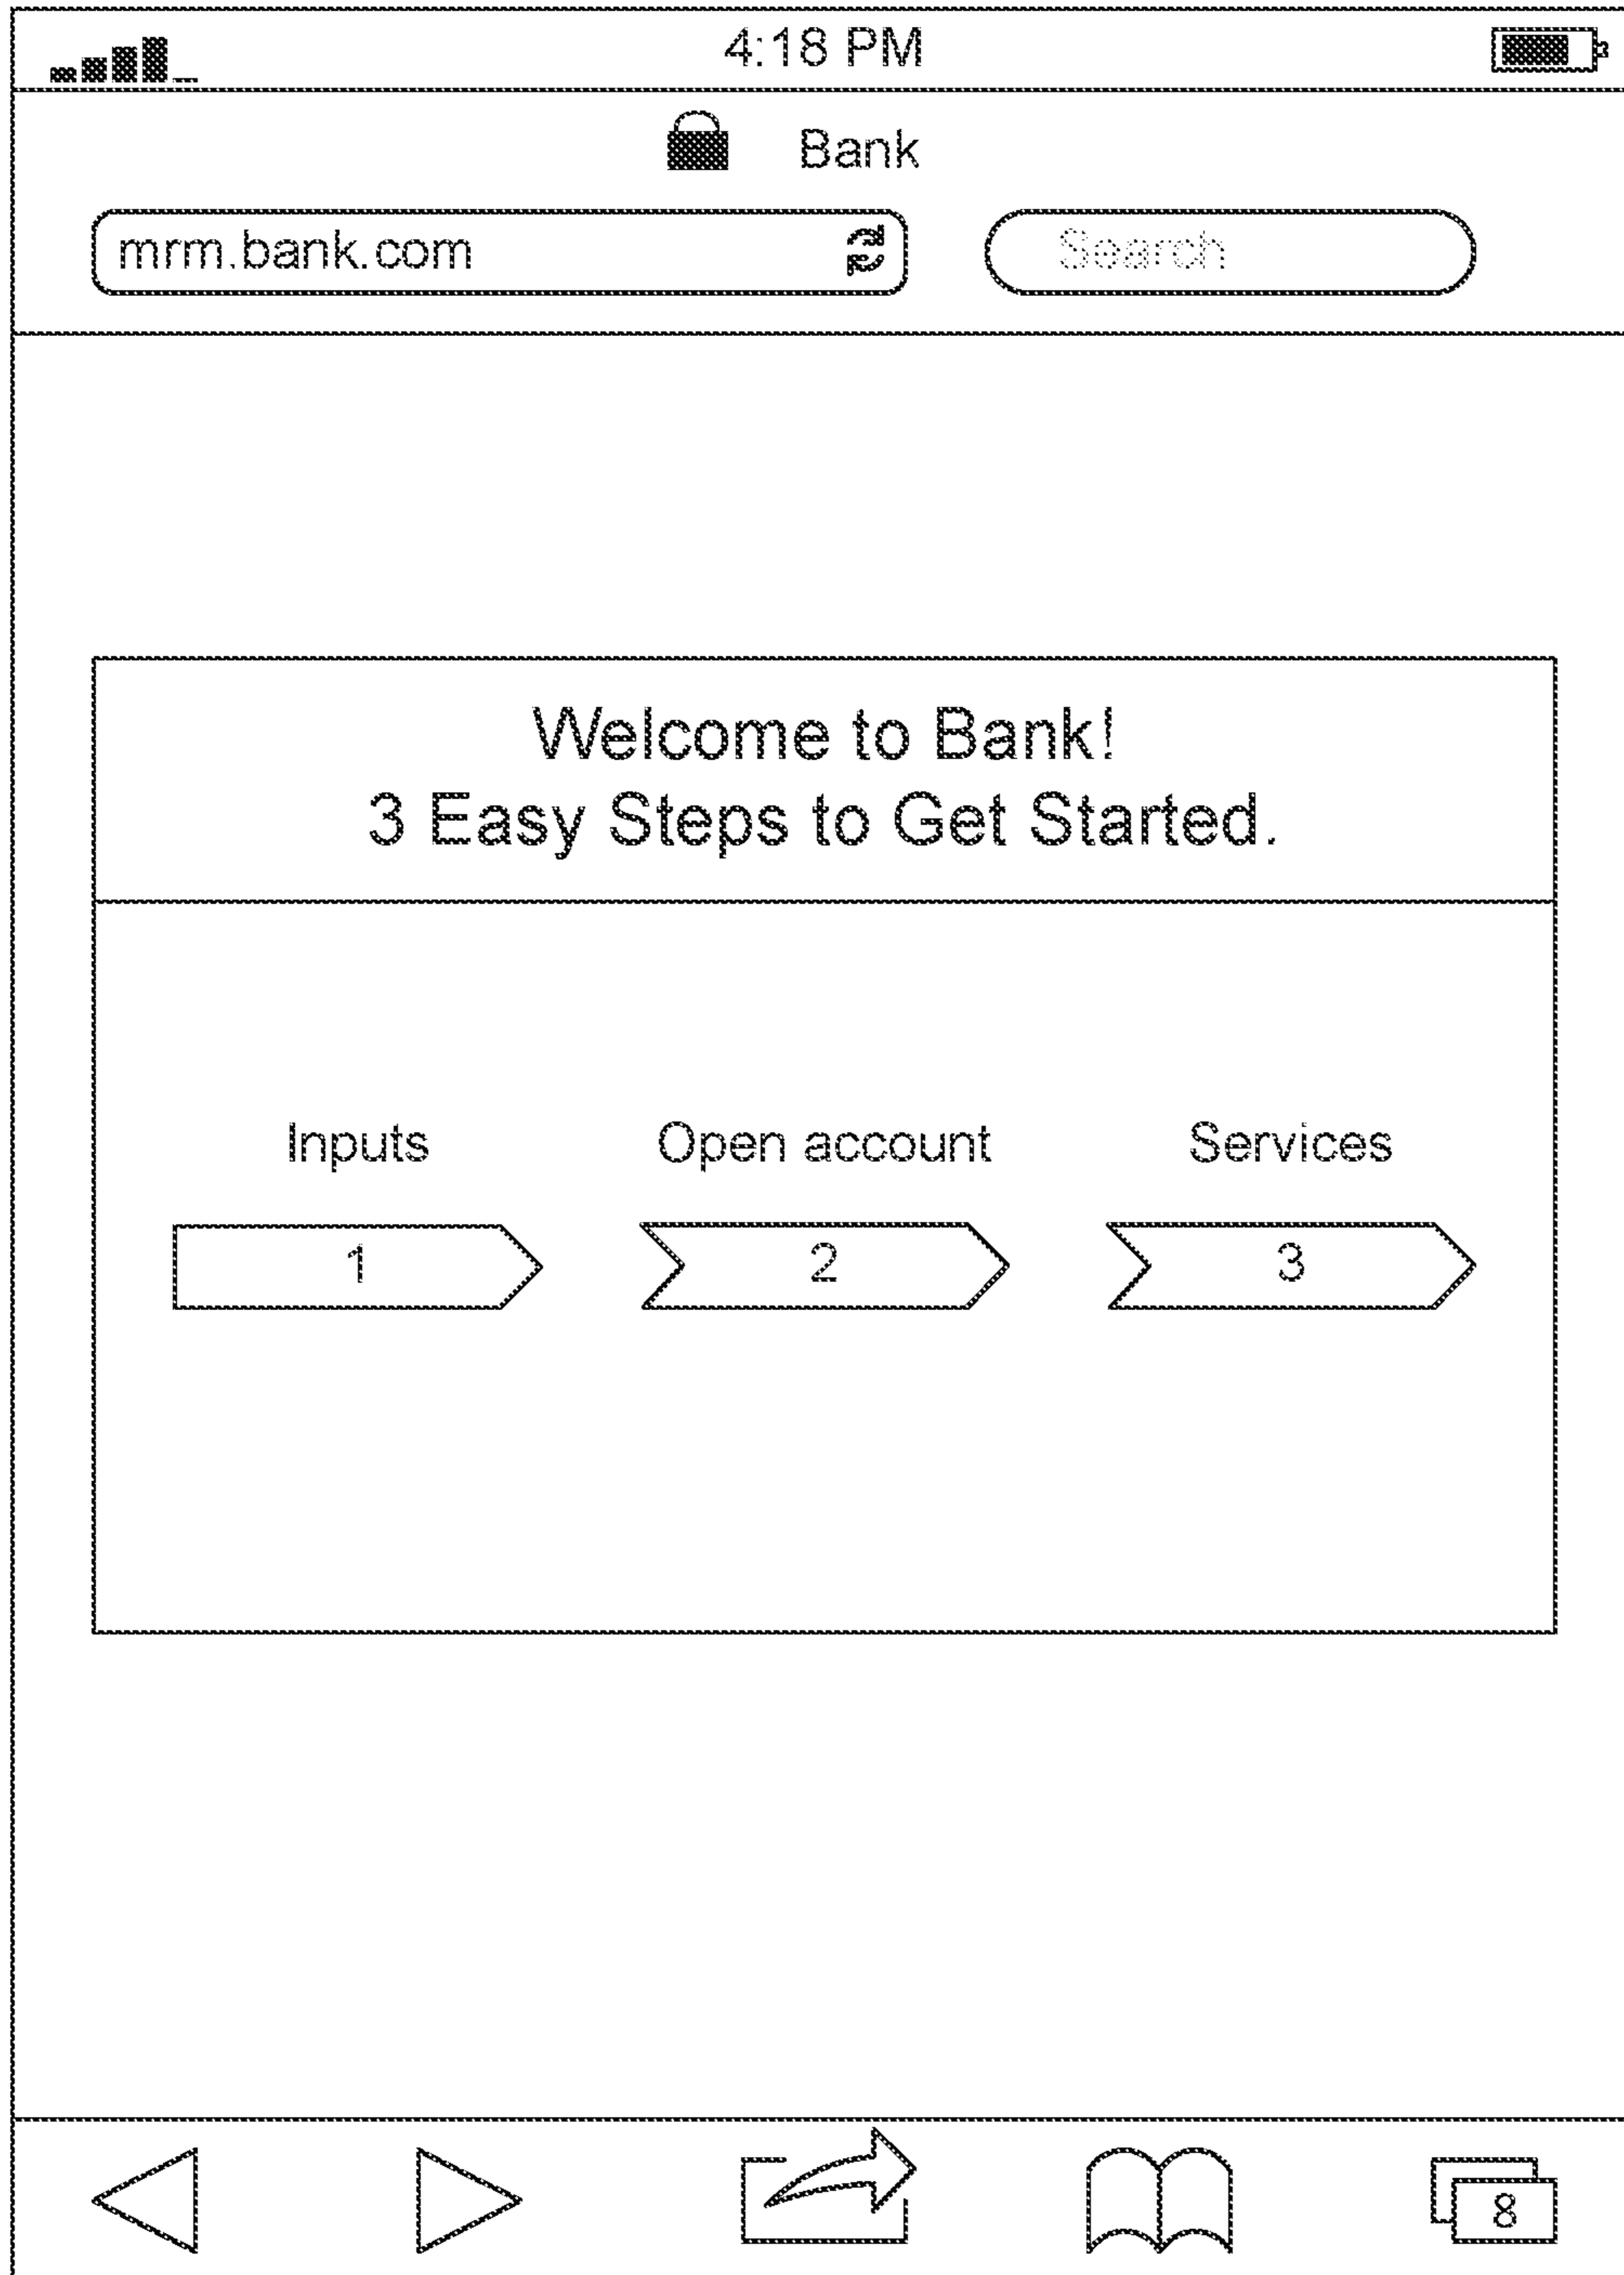 4:18 PM
Bank
mrm.bank.com
Search
Welcome to Bank!
3 Easy Steps to Get Started.
Inputs Open account Services
1 2 3
8